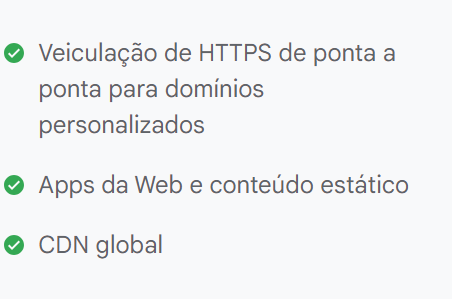 Veiculação de HTTPS de ponta a
ponta para domínios
personalizados
Apps da Web e conteúdo estático
CDN global